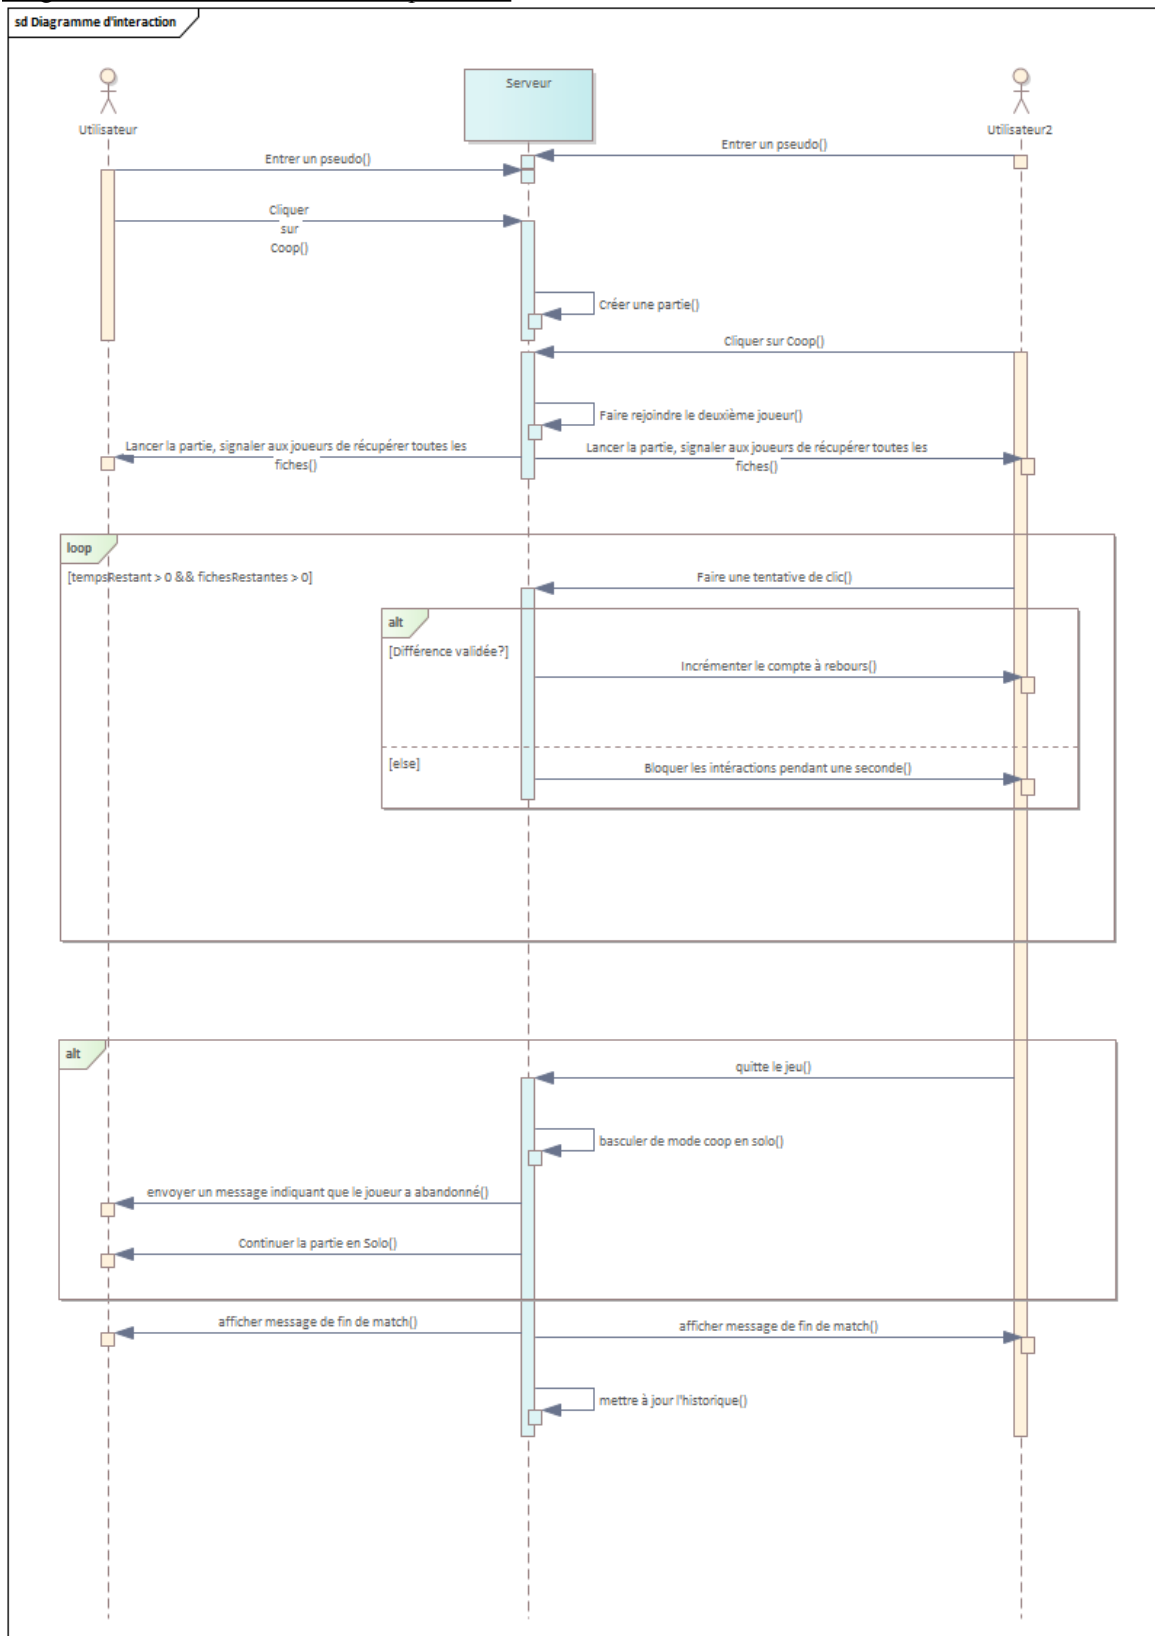 sd Diagramme d'interaction
Serveur
Utilisateur
Utilisateur2
Entrer un pseudo()
Entrer un pseudo()
Cliquer
sur
Coop()
Créer une partie()
Cliquer sur Coop()
Faire rejoindre le deuxième joueur()
Lancer la partie, signaler aux joueurs de récupérer toutes les
fiches()
Lancer la partie, signaler aux joueurs de récupérer toutes les
fiches()
loop
[tempsRestant > 0 && fichesRestantes > 0]
Faire une tentative de clic()
alt
[Différence validée?]
Incrémenter le compte à rebours()
[else]
Bloquer les intéractions pendant une seconde()
alt
quitte le jeu()
basculer de mode coop en solo()
envoyer un message indiquant que le joueur a abandonné()
Continuer la partie en Solo()
afficher message de fin de match()
afficher message de fin de match()
mettre à jour l'historique()